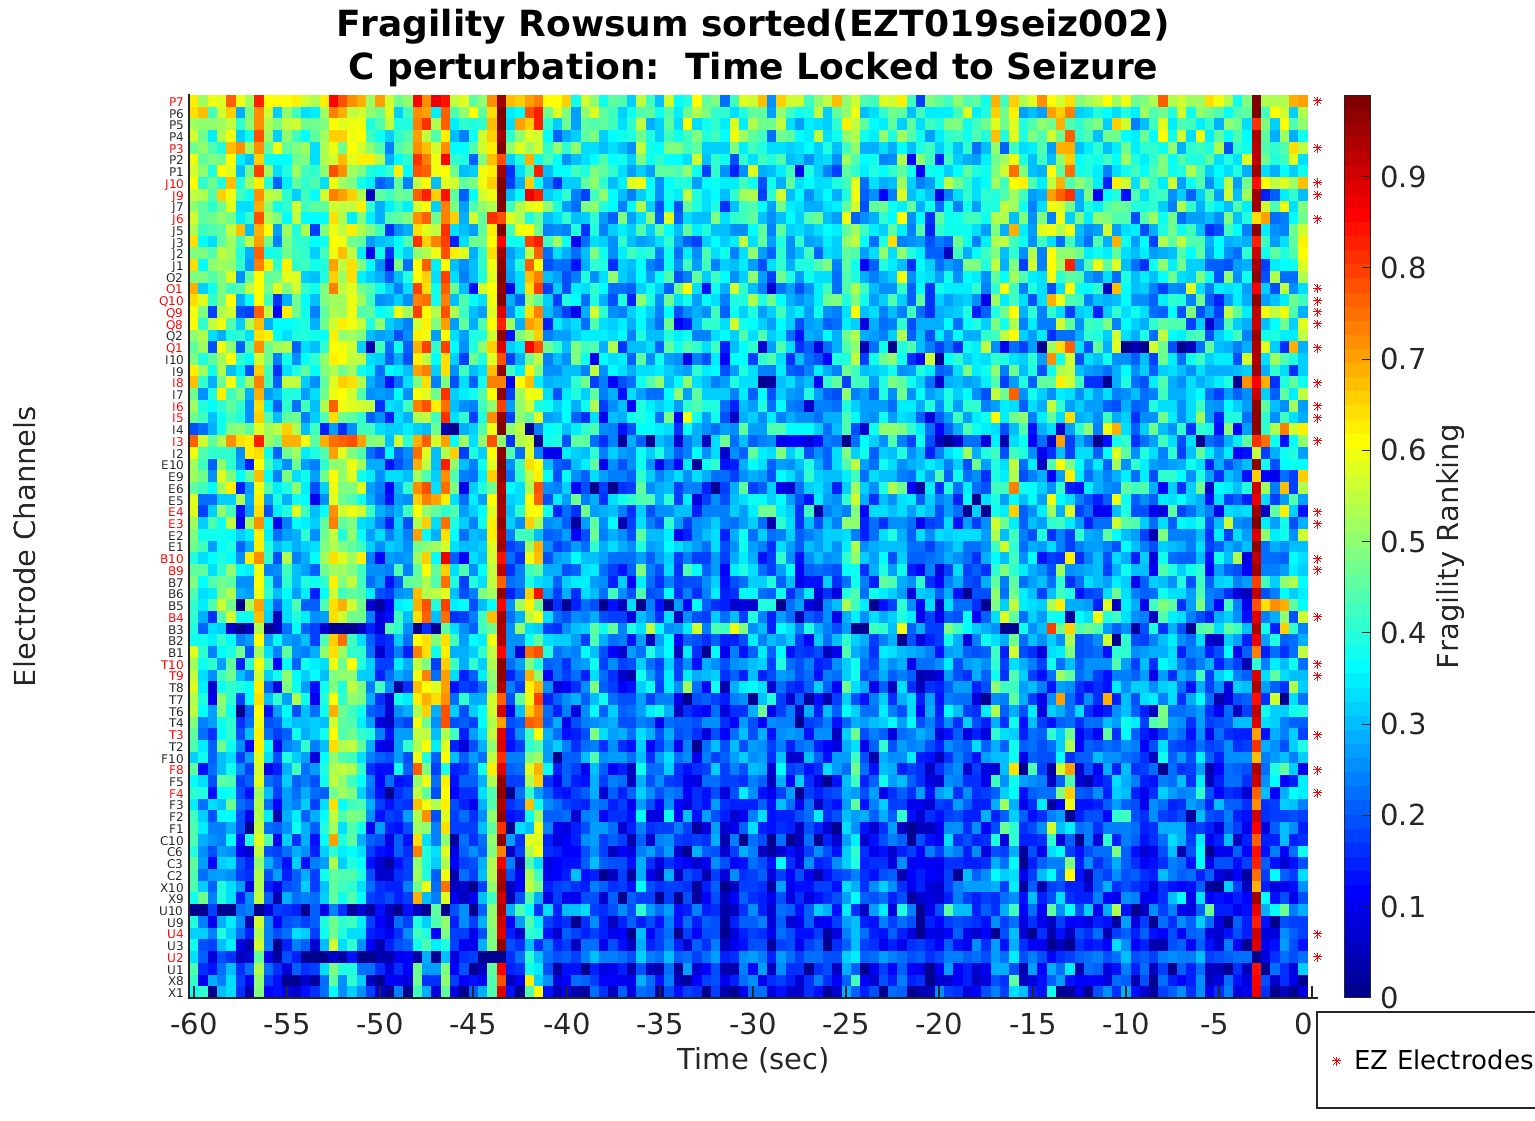 Fragility Rowsum sorted(EZT019seiz002)
C perturbation: Time Locked to Seizure
Electrode Channels
P7
P6
P5
P4
P3
P2
P1
J10
J9
J7
J6
J5
J3
J2
J1
O2
O1
Q10
Q9
Q8
Q2
Q1
I10
I9
I8
I7
I6
I5
I4
I3
I2
E10
E9
E6
E5
E4
E3
E2
E1
B10
B9
B7
B6
B5
B4
B3
B2
B1
T10
T9
T8
T7
T6
T4
T3
T2
F10
F8
F5
F4
F3
F2
F1
C10
C6
C3
C2
X10
X9
U10
U9
U4
U3
U2
U1
X8
X1
-60 -55 -50 -45 -40 -35 -30 -25 -20 -15 -10 -5 0
Time (sec)
0.9
0.8
0.7
0.6
0.5
0.4
0.3
0.2
0.1
0
Fragility Ranking
EZ Electrodes